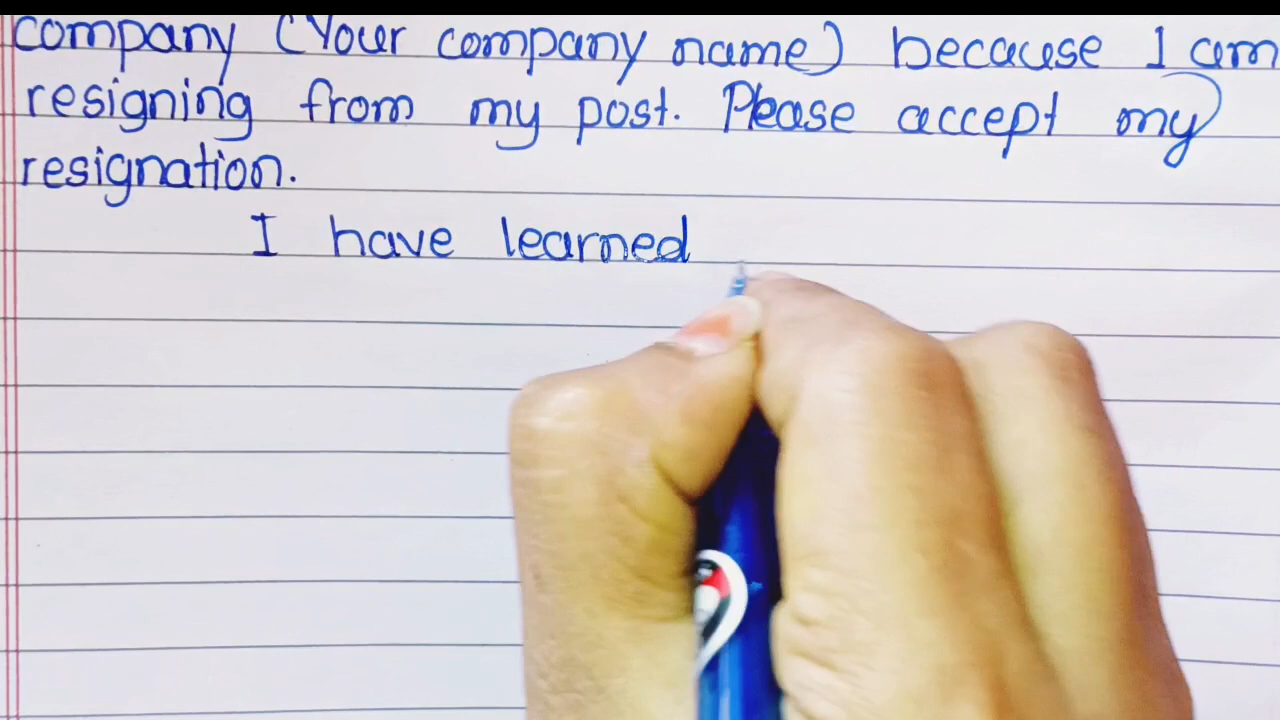 company (Your company name) because I am
resigning from my post. Please accept my
resignation.
I have learned